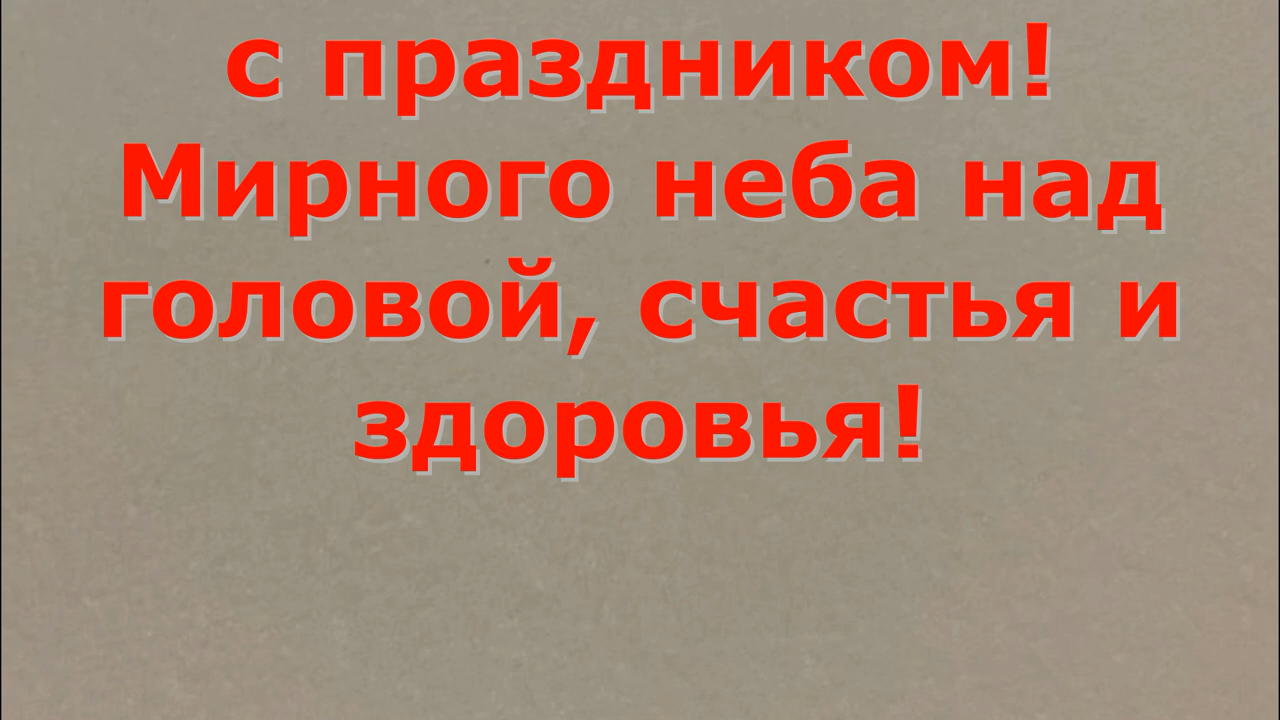 с праздником!
Мирного неба над
головой, счастья и
здоровья!